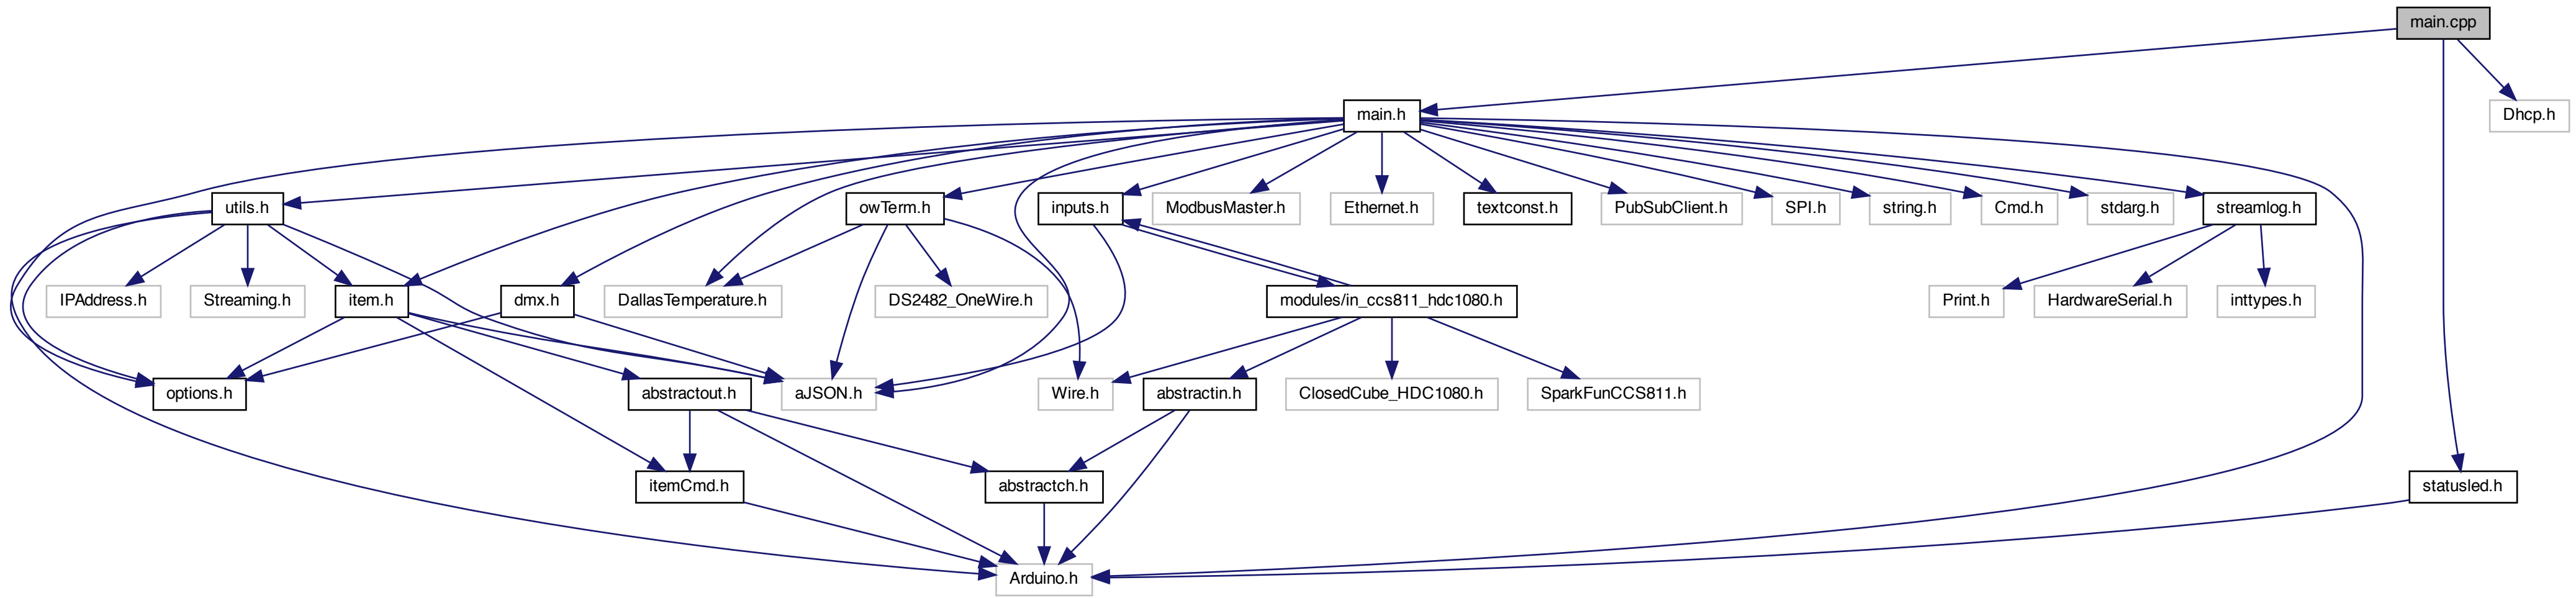 main.cpp
main.h
Dhcp.h
utils.h
owTerm.h
inputs.h
ModbusMaster.h
Ethernet.h
textconst.h
PubSubClient.h
SPI.h
string.h
Cmd.h
stdarg.h
streamlog.h
IPAddress.h
Streaming.h
item.h
dmx.h
DallasTemperature.h
DS2482_OneWire.h
modules/in_ccs811_hdc1080.h
Print.h
HardwareSerial.h
inttypes.h
options.h
abstractout.h
aJSON.h
Wire.h
abstractin.h
ClosedCube_HDC1080.h
SparkFunCCS811.h
itemCmd.h
abstractch.h
statusled.h
Arduino.h